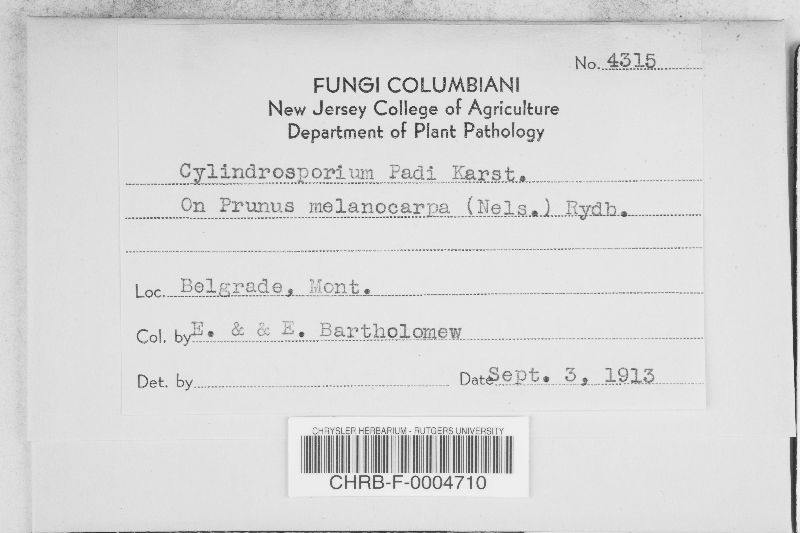 No. 4315
FUNGI COLUMBIANI
New Jersey College of Agriculture
Department of Plant Pathology
Cylindrosporium Padi Karst.
On Prunus melanocarpa (Nels.) Rydb.
Loc. Belgrade, Mont.
Col. by E. & & E. Bartholomew
Det. by Date Sept. 3, 1913
CHRYSLER HERBARIUM - RUTGERS UNIVERSITY
CHRB-F-0004710